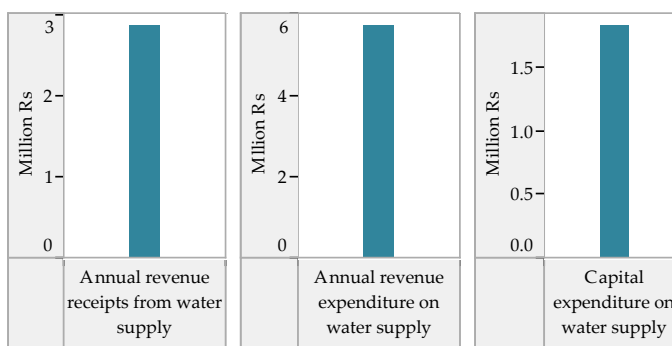 3
2
1
0
Million Rs
Annual revenue
receipts from water
supply
6
4
2
0
Mllion Rs
Annual revenue
expenditure on
water supply
1.5
1.0
0.5
0.0
Million Rs
Capital
expenditure on
water supply